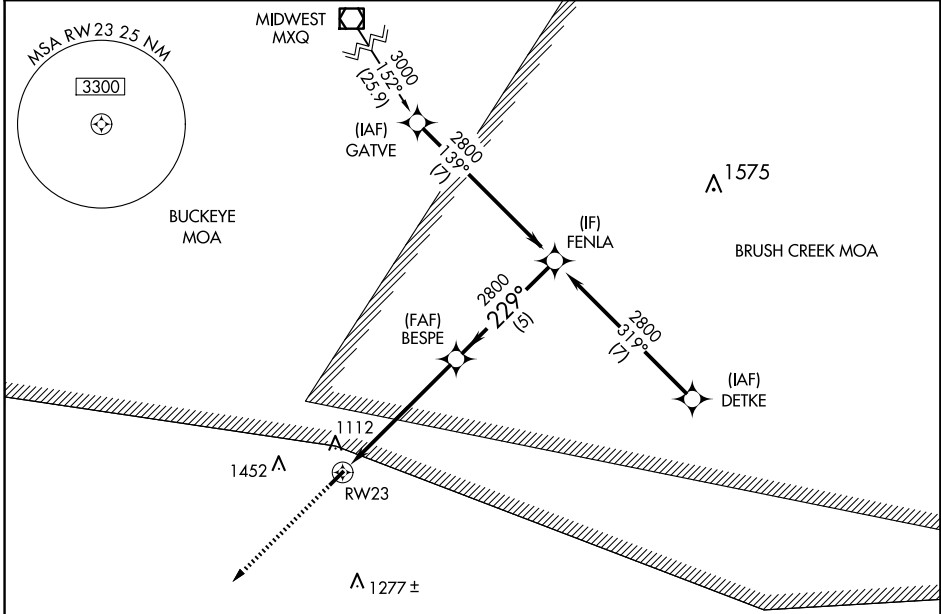 MSA RW 23 25 NM
3300
MIDWEST
MXQ
3000
152°
(25.9)
(IAF)
GATVE
2800
139°
(7)
1575
BUCKEYE
MOA
(IF)
FENLA
BRUSH CREEK MOA
2800
229°
(5)
(FAF)
BESPE
2800
319°
(7)
(IAF)
DETKE
1112
1452
RW23
1277 ±